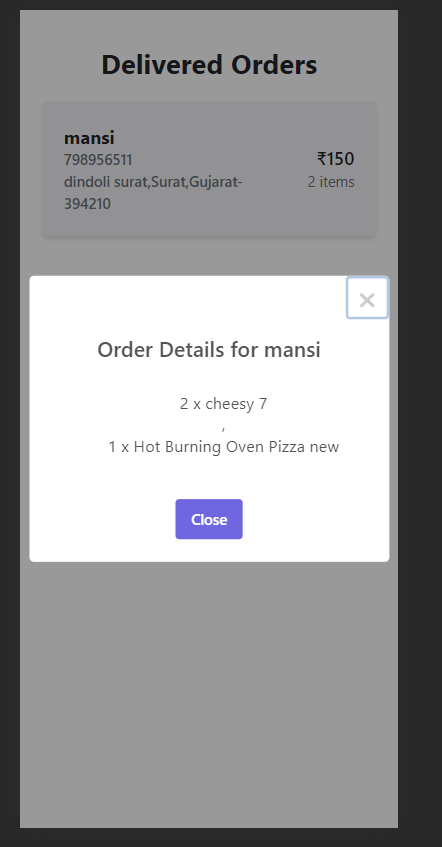 Delivered Orders
mansi
798956511
₹150
dindoli surat,Surat,Gujarat-
2 items
394210
×
Order Details for mansi
2 x cheesy 7
,
1 x Hot Burning Oven Pizza new
Close